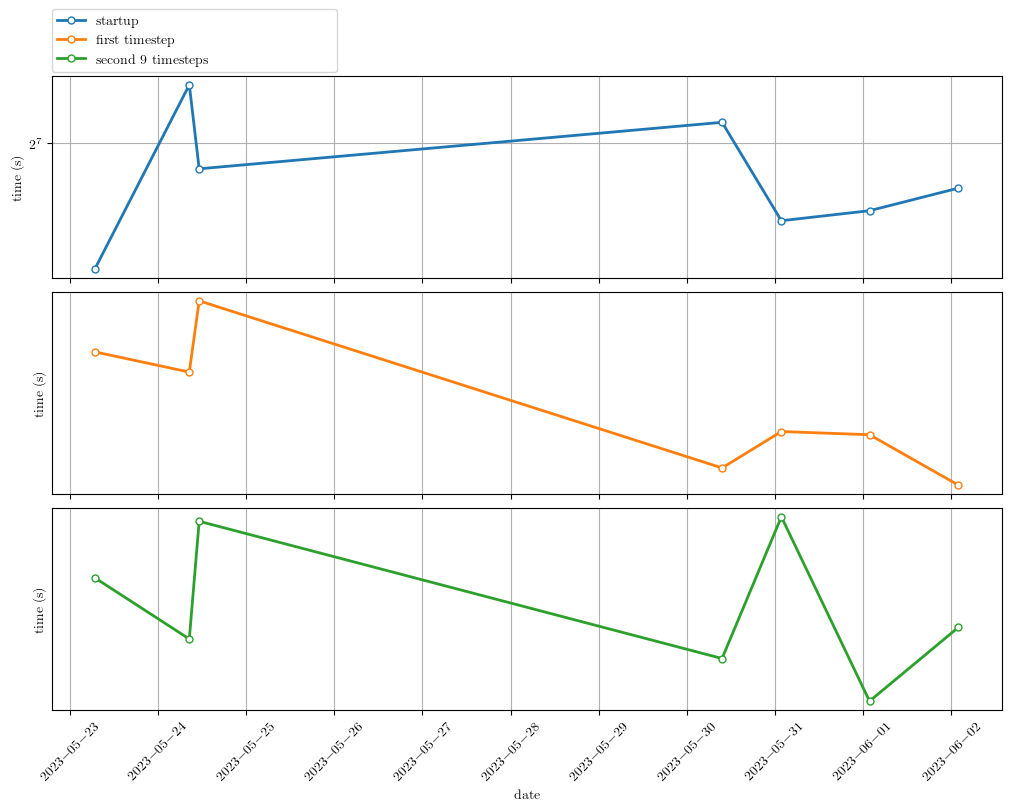 startup
first timestep
second 9 timesteps
2⁷
time (s)
time (s)
time (s)
2023−05−23
2023−05−24
2023−05−25
2023−05−26
2023−05−27
2023−05−28
2023−05−29
2023−05−30
2023−05−31
2023−06−01
2023−06−02
date